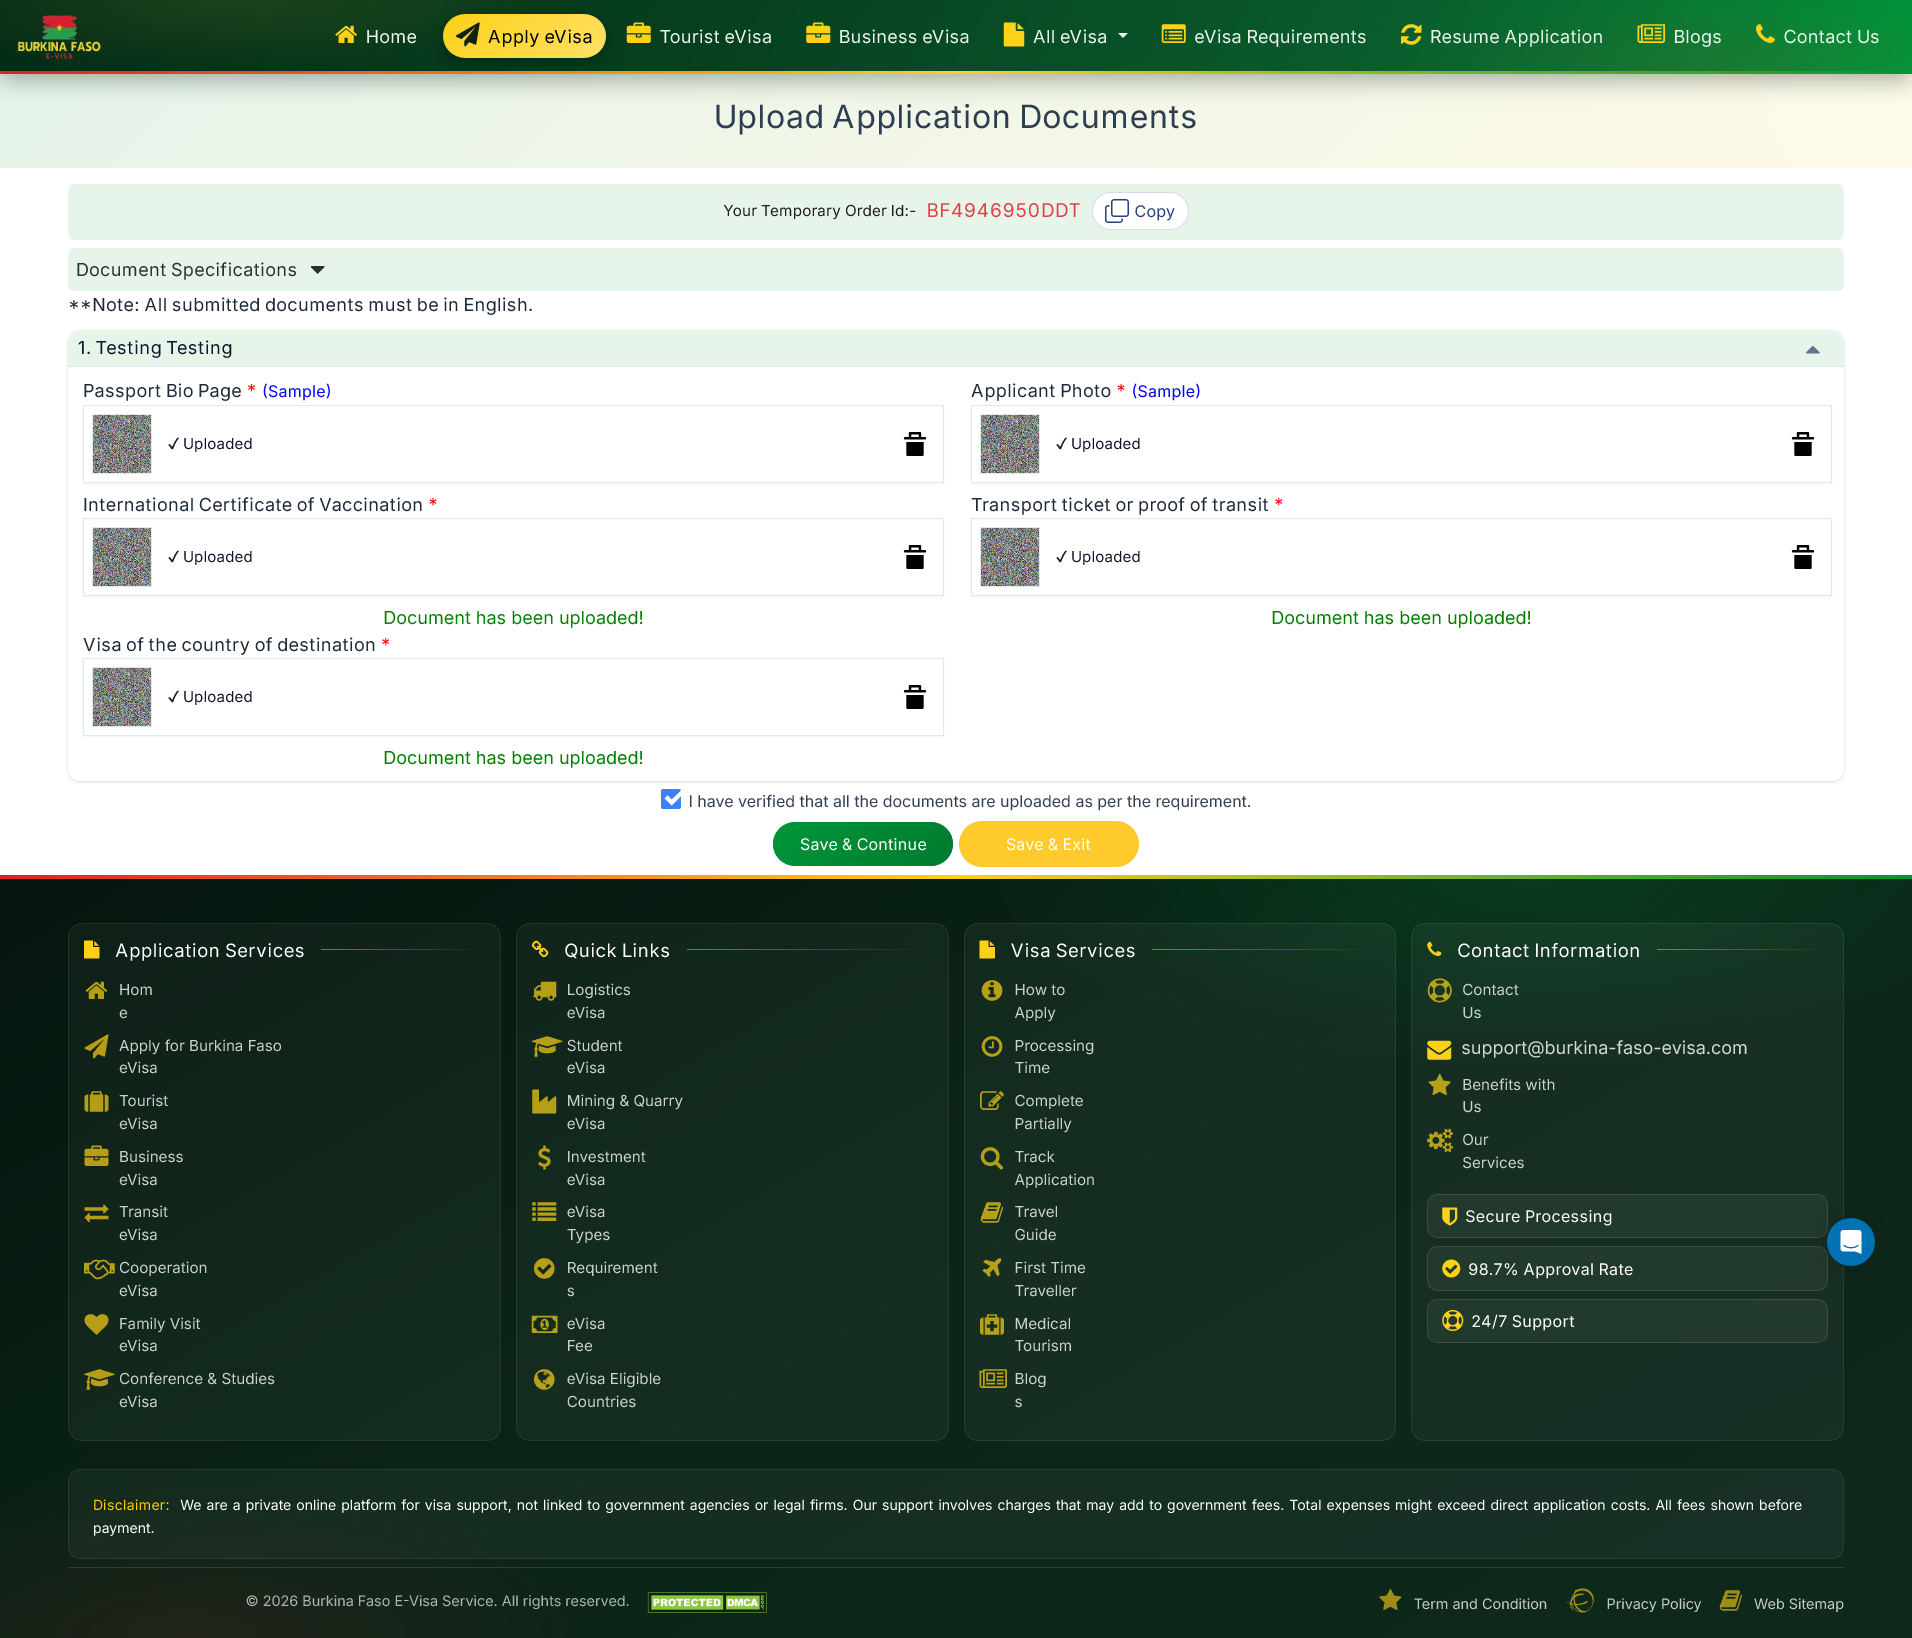 BURKINA FASO
E-VISA
Home
Apply eVisa
Tourist eVisa
Business eVisa
All eVisa
eVisa Requirements
Resume Application
Blogs
Contact Us
Upload Application Documents
Your Temporary Order Id:- BF4946950DDT Copy
Document Specifications
**Note: All submitted documents must be in English.
1. Testing Testing
Passport Bio Page * (Sample)
✓ Uploaded
Applicant Photo * (Sample)
✓ Uploaded
International Certificate of Vaccination *
✓ Uploaded
Document has been uploaded!
Transport ticket or proof of transit *
✓ Uploaded
Document has been uploaded!
Visa of the country of destination *
✓ Uploaded
Document has been uploaded!
I have verified that all the documents are uploaded as per the requirement.
Save & Continue
Save & Exit
Application Services
Hom
e
Apply for Burkina Faso
eVisa
Tourist
eVisa
Business
eVisa
Transit
eVisa
Cooperation
eVisa
Family Visit
eVisa
Conference & Studies
eVisa
Quick Links
Logistics
eVisa
Student
eVisa
Mining & Quarry
eVisa
Investment
eVisa
eVisa
Types
Requirement
s
eVisa
Fee
eVisa Eligible
Countries
Visa Services
How to
Apply
Processing
Time
Complete
Partially
Track
Application
Travel
Guide
First Time
Traveller
Medical
Tourism
Blog
s
Contact Information
Contact
Us
support@burkina-faso-evisa.com
Benefits with
Us
Our
Services
Secure Processing
98.7% Approval Rate
24/7 Support
Disclaimer: We are a private online platform for visa support, not linked to government agencies or legal firms. Our support involves charges that may add to government fees. Total expenses might exceed direct application costs. All fees shown before
payment.
© 2026 Burkina Faso E-Visa Service. All rights reserved.
PROTECTED DMCA.com
Term and Condition
Privacy Policy
Web Sitemap